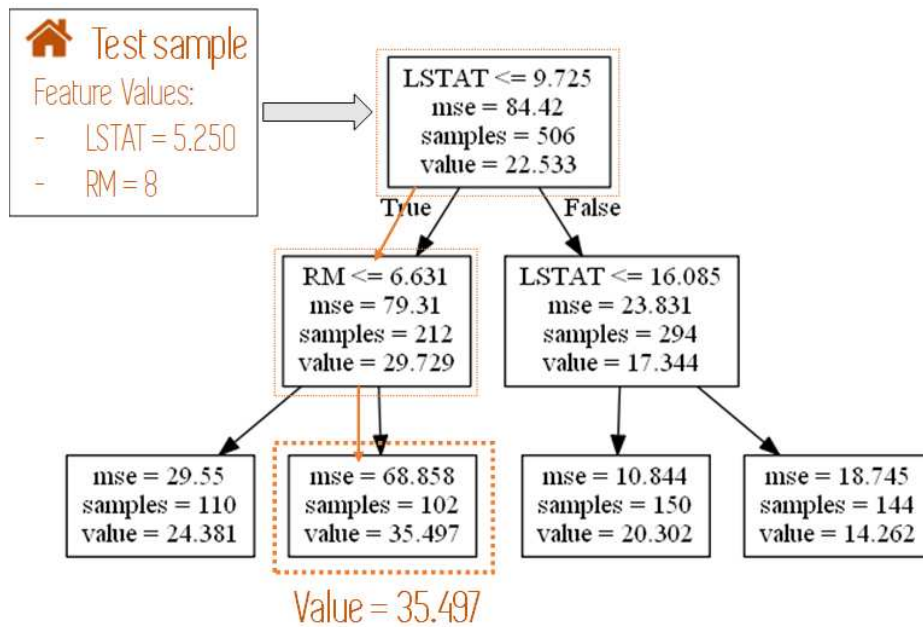 Test sample
Feature Values:
- LSTAT = 5.250
- RM = 8
LSTAT <= 9.725
mse = 84.42
samples = 506
value = 22.533
True
False
RM <= 6.631
mse = 79.31
samples = 212
value = 29.729
LSTAT <= 16.085
mse = 23.831
samples = 294
value = 17.344
mse = 29.55
samples = 110
value = 24.381
mse = 68.858
samples = 102
value = 35.497
mse = 10.844
samples = 150
value = 20.302
mse = 18.745
samples = 144
value = 14.262
Value = 35.497